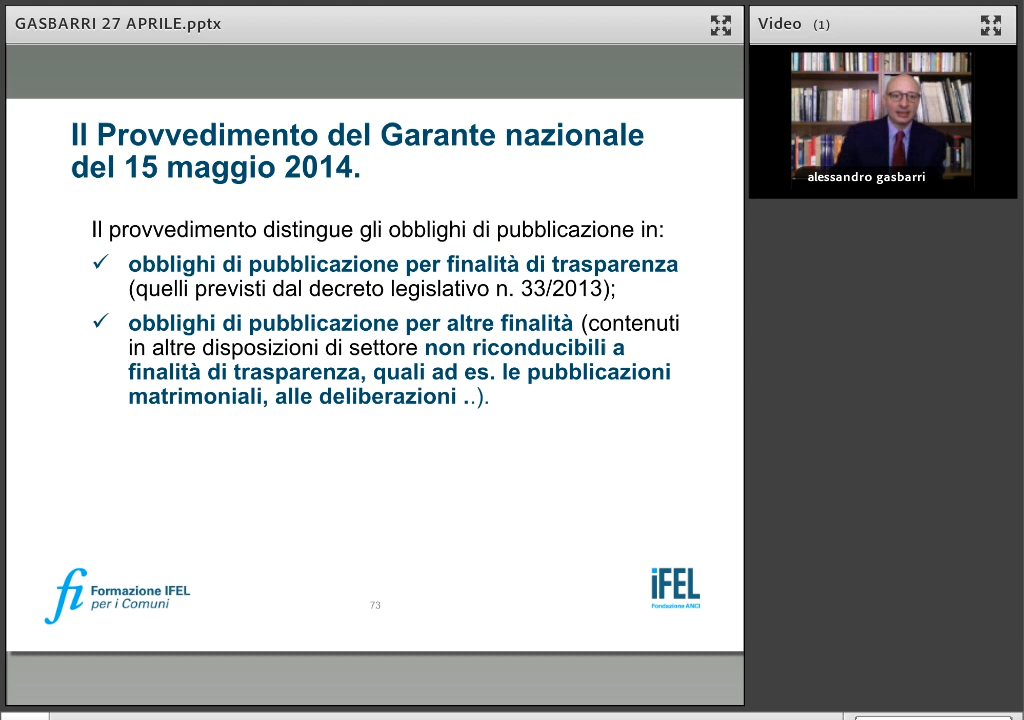 GASBARRI 27 APRILE.pptx
Video (1)
alessandro gasbarri
Il Provvedimento del Garante nazionale
del 15 maggio 2014.
Il provvedimento distingue gli obblighi di pubblicazione in:
✓ obblighi di pubblicazione per finalità di trasparenza
(quelli previsti dal decreto legislativo n. 33/2013);
✓ obblighi di pubblicazione per altre finalità (contenuti
in altre disposizioni di settore non riconducibili a
finalità di trasparenza, quali ad es. le pubblicazioni
matrimoniali, alle deliberazioni ..).
fi Formazione IFEL
per i Comuni
73
iFEL
Fondazione ANCI